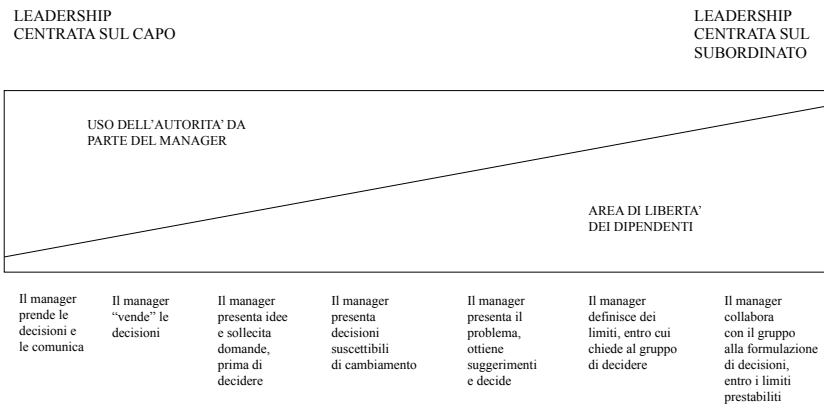 LEADERSHIP
CENTRATA SUL CAPO
LEADERSHIP
CENTRATA SUL
SUBORDINATO
USO DELL'AUTORITA' DA
PARTE DEL MANAGER
AREA DI LIBERTA'
DEI DIPENDENTI
Il manager
prende le
decisioni e
le comunica
Il manager
“vende” le
decisioni
Il manager
presenta idee
e sollecita
domande,
prima di
decidere
Il manager
presenta
decisioni
suscettibili
di cambiamento
Il manager
presenta il
problema,
ottiene
suggerimenti
e decide
Il manager
definisce dei
limiti, entro cui
chiede al gruppo
di decidere
Il manager
collabora
con il gruppo
alla formulazione
di decisioni,
entro i limiti
prestabiliti